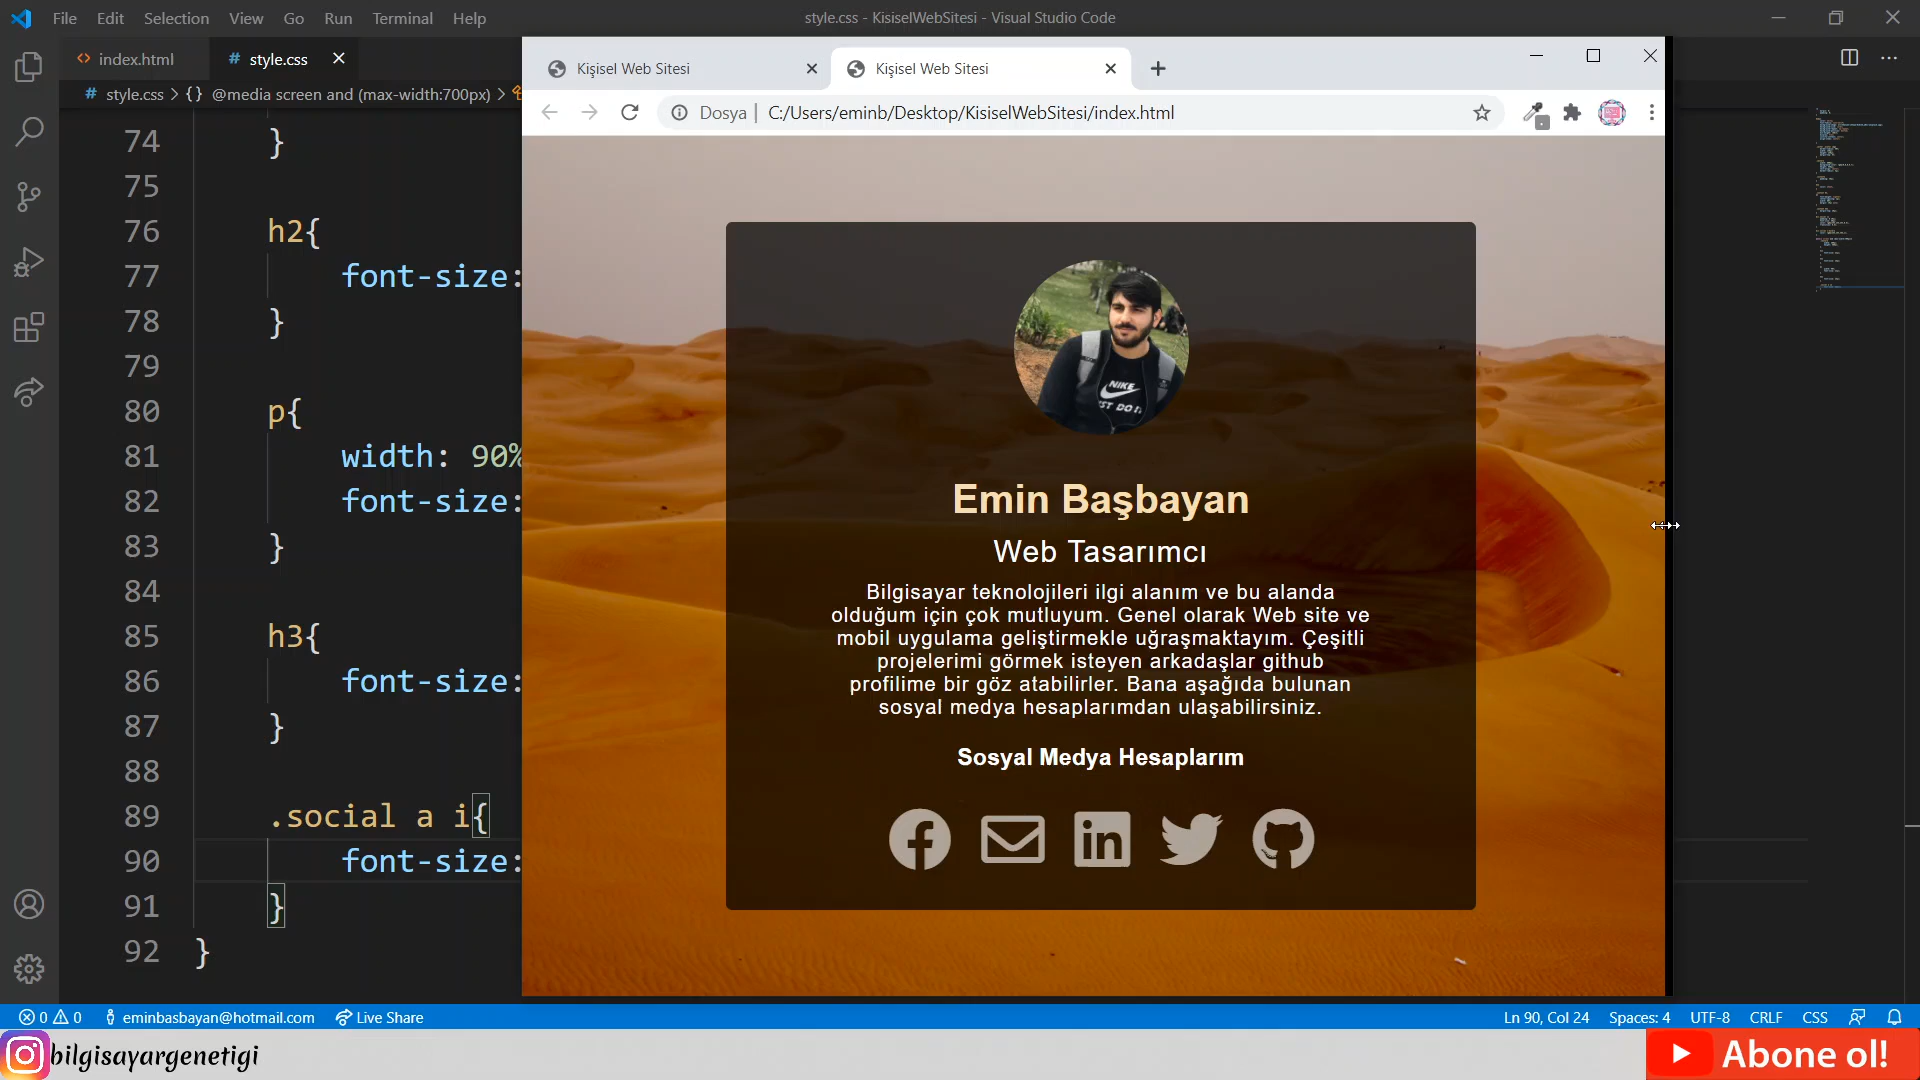 File Edit Selection View Go Run Terminal Help
style.css - KisiselWebSitesi - Visual Studio Code
index.html
# style.css
# style.css > {} @media screen and (max-width:700px) >
74 }
75
76 h2{
77 font-size:
78 }
79
80 p{
81 width: 90%
82 font-size:
83 }
84
85 h3{
86 font-size:
87 }
88
89 .social a i{
90 font-size:
91 }
92 }
Kişisel Web Sitesi
Kişisel Web Sitesi
Dosya | C:/Users/eminb/Desktop/KisiselWebSitesi/index.html
NIKE
JUST DO IT
Emin Başbayan
Web Tasarımcı
Bilgisayar teknolojileri ilgi alanım ve bu alanda
olduğum için çok mutluyum. Genel olarak Web site ve
mobil uygulama geliştirmekle uğraşmaktayım. Çeşitli
projelerimi görmek isteyen arkadaşlar github
profilime bir göz atabilirler. Bana aşağıda bulunan
sosyal medya hesaplarımdan ulaşabilirsiniz.
Sosyal Medya Hesaplarım
in
0 0 eminbasbayan@hotmail.com Live Share
Ln 90, Col 24 Spaces: 4 UTF-8 CRLF CSS
bilgisayargenetigi
Abone ol!